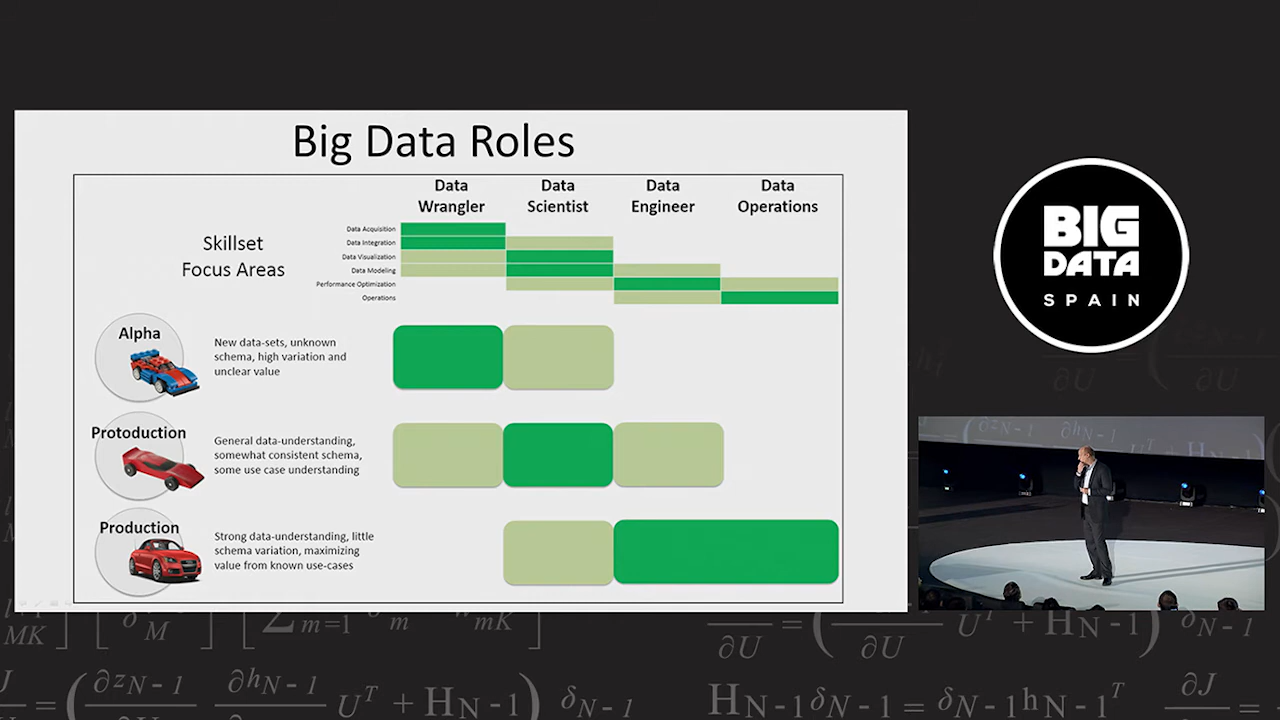 Big Data Roles
Data Wrangler
Data Scientist
Data Engineer
Data Operations
Skillset
Focus Areas
Data Acquisition
Data Integration
Data Visualization
Data Modeling
Performance Optimization
Operations
Alpha
New data-sets, unknown
schema, high variation and
unclear value
Protoduction
General data-understanding,
somewhat consistent schema,
some use case understanding
Production
Strong data-understanding, little
schema variation, maximizing
value from known use-cases
BIG
DATA
SPAIN